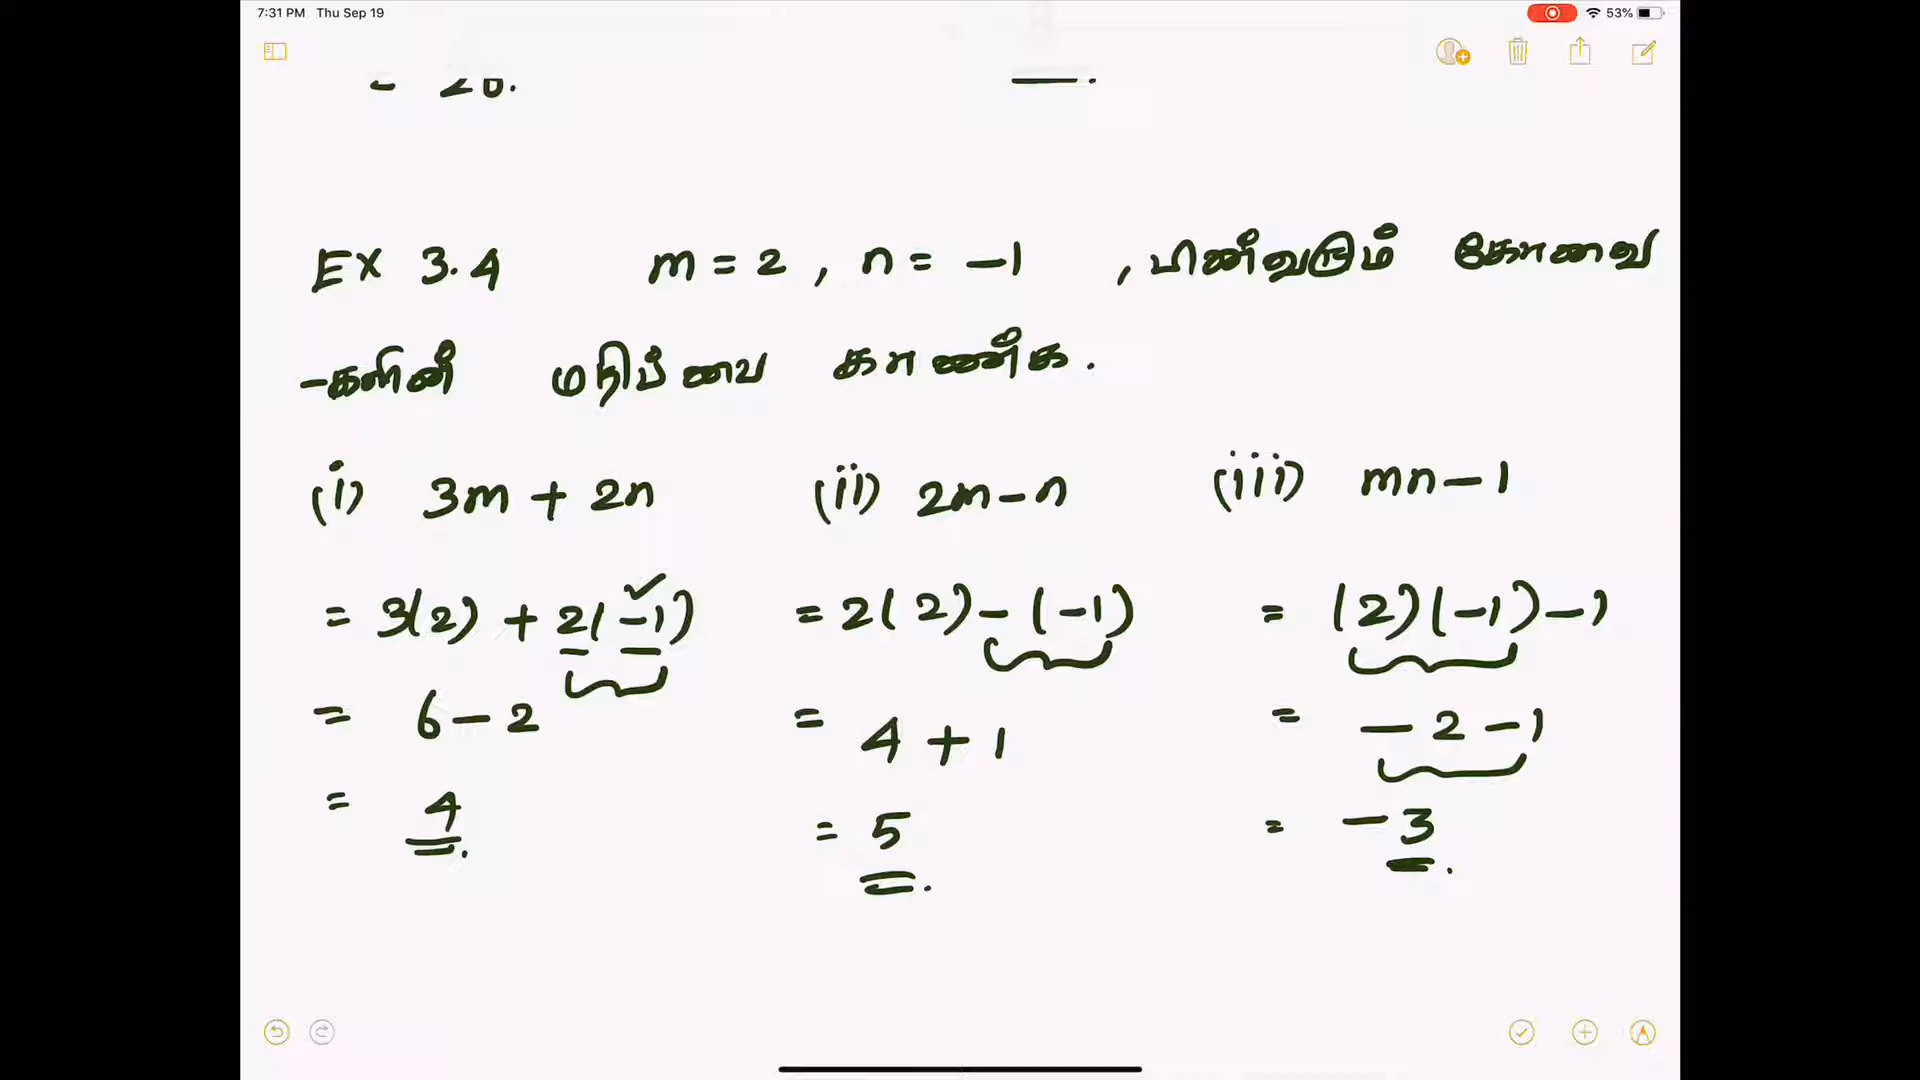 7:31 PM Thu Sep 19 53%
EX 3.4 m = 2 , n = -1 , பின்வரும் கோவை
-களின் மதிப்பை காண்க.
(i) 3m + 2n (ii) 2m - n (iii) mn - 1
= 3(2) + 2(-1) = 2(2) - (-1) = (2)(-1) - 1
= 6 - 2 = 4 + 1 = - 2 - 1
= 4. = 5. = - 3.